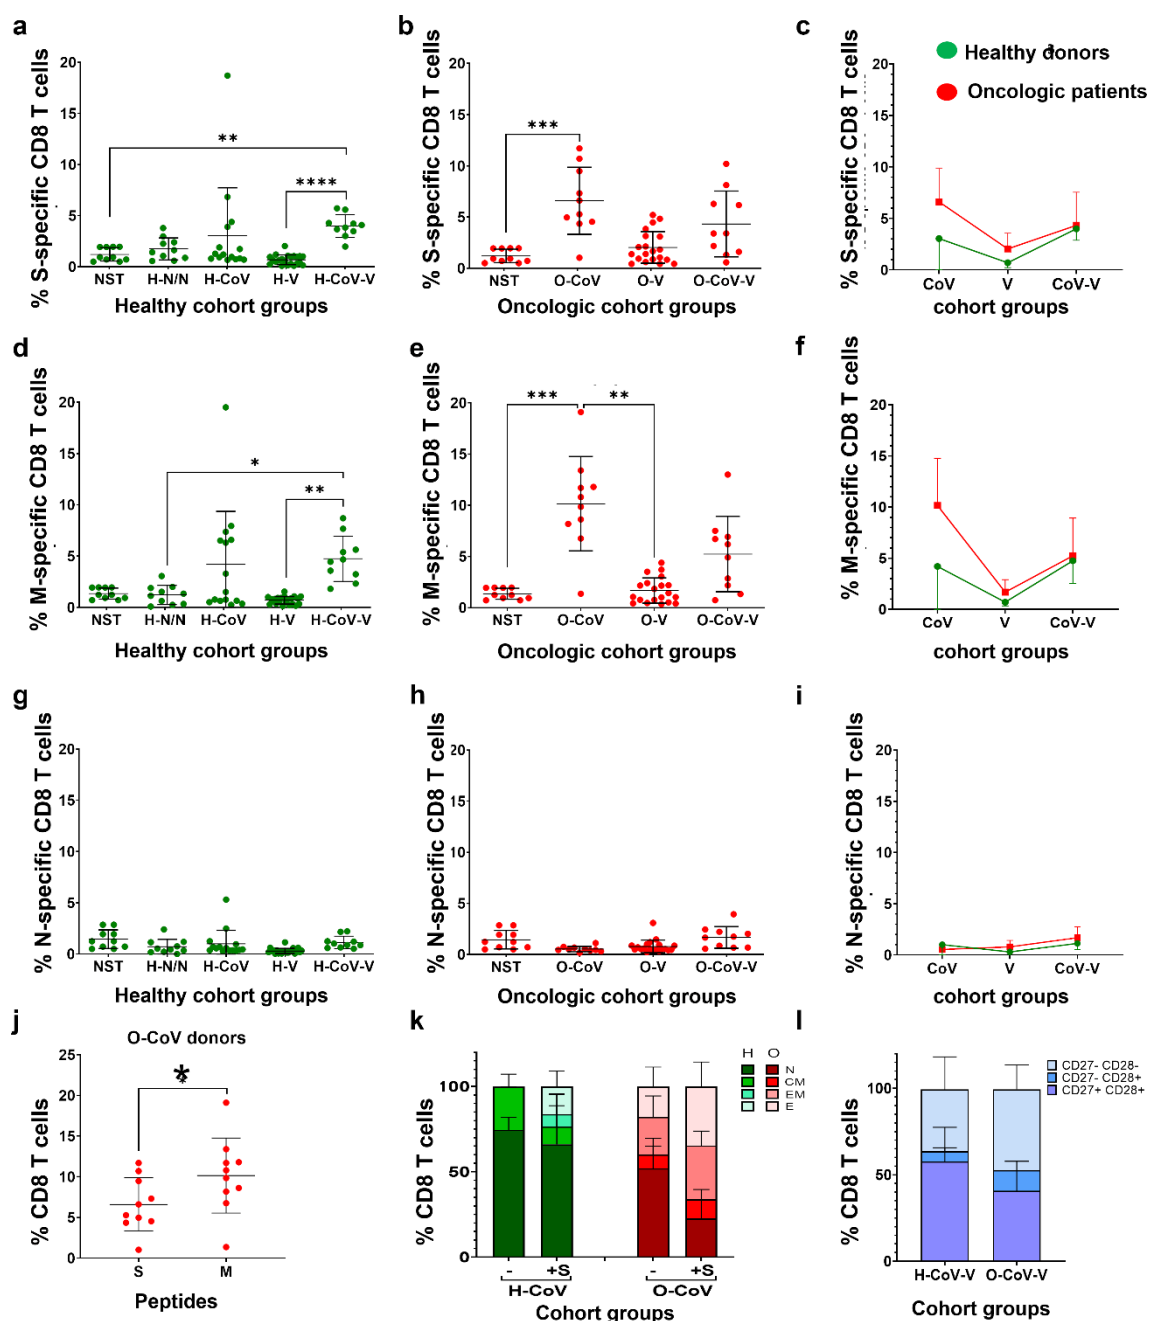 a
% S-specific CD8 T cells
20
15
10
5
0
**
****
NST H-N/N H-CoV H-V H-CoV-V
Healthy cohort groups
b
% S-specific CD8 T cells
20
15
10
5
0
***
NST O-CoV O-V O-CoV-V
Oncologic cohort groups
c
% S-specific CD8 T cells
20
15
10
5
0
Healthy donors
Oncologic patients
CoV V CoV-V
cohort groups
d
% M-specific CD8 T cells
20
15
10
5
0
*
**
NST H-N/N H-CoV H-V H-CoV-V
Healthy cohort groups
e
% M-specific CD8 T cells
20
15
10
5
0
*** **
NST O-CoV O-V O-CoV-V
Oncologic cohort groups
f
% M-specific CD8 T cells
20
15
10
5
0
CoV V CoV-V
cohort groups
g
% N-specific CD8 T cells
20
15
10
5
0
NST H-N/N H-CoV H-V H-CoV-V
Healthy cohort groups
h
% N-specific CD8 T cells
20
15
10
5
0
NST O-CoV O-V O-CoV-V
Oncologic cohort groups
i
% N-specific CD8 T cells
20
15
10
5
0
CoV V CoV-V
cohort groups
j
O-CoV donors
% CD8 T cells
25
20
15
10
5
0
*
S M
Peptides
k
% CD8 T cells
100
50
0
H O
N
CM
EM
E
- +S - +S
H-CoV O-CoV
Cohort groups
l
% CD8 T cells
100
50
0
CD27- CD28-
CD27- CD28+
CD27+ CD28+
H-CoV-V O-CoV-V
Cohort groups